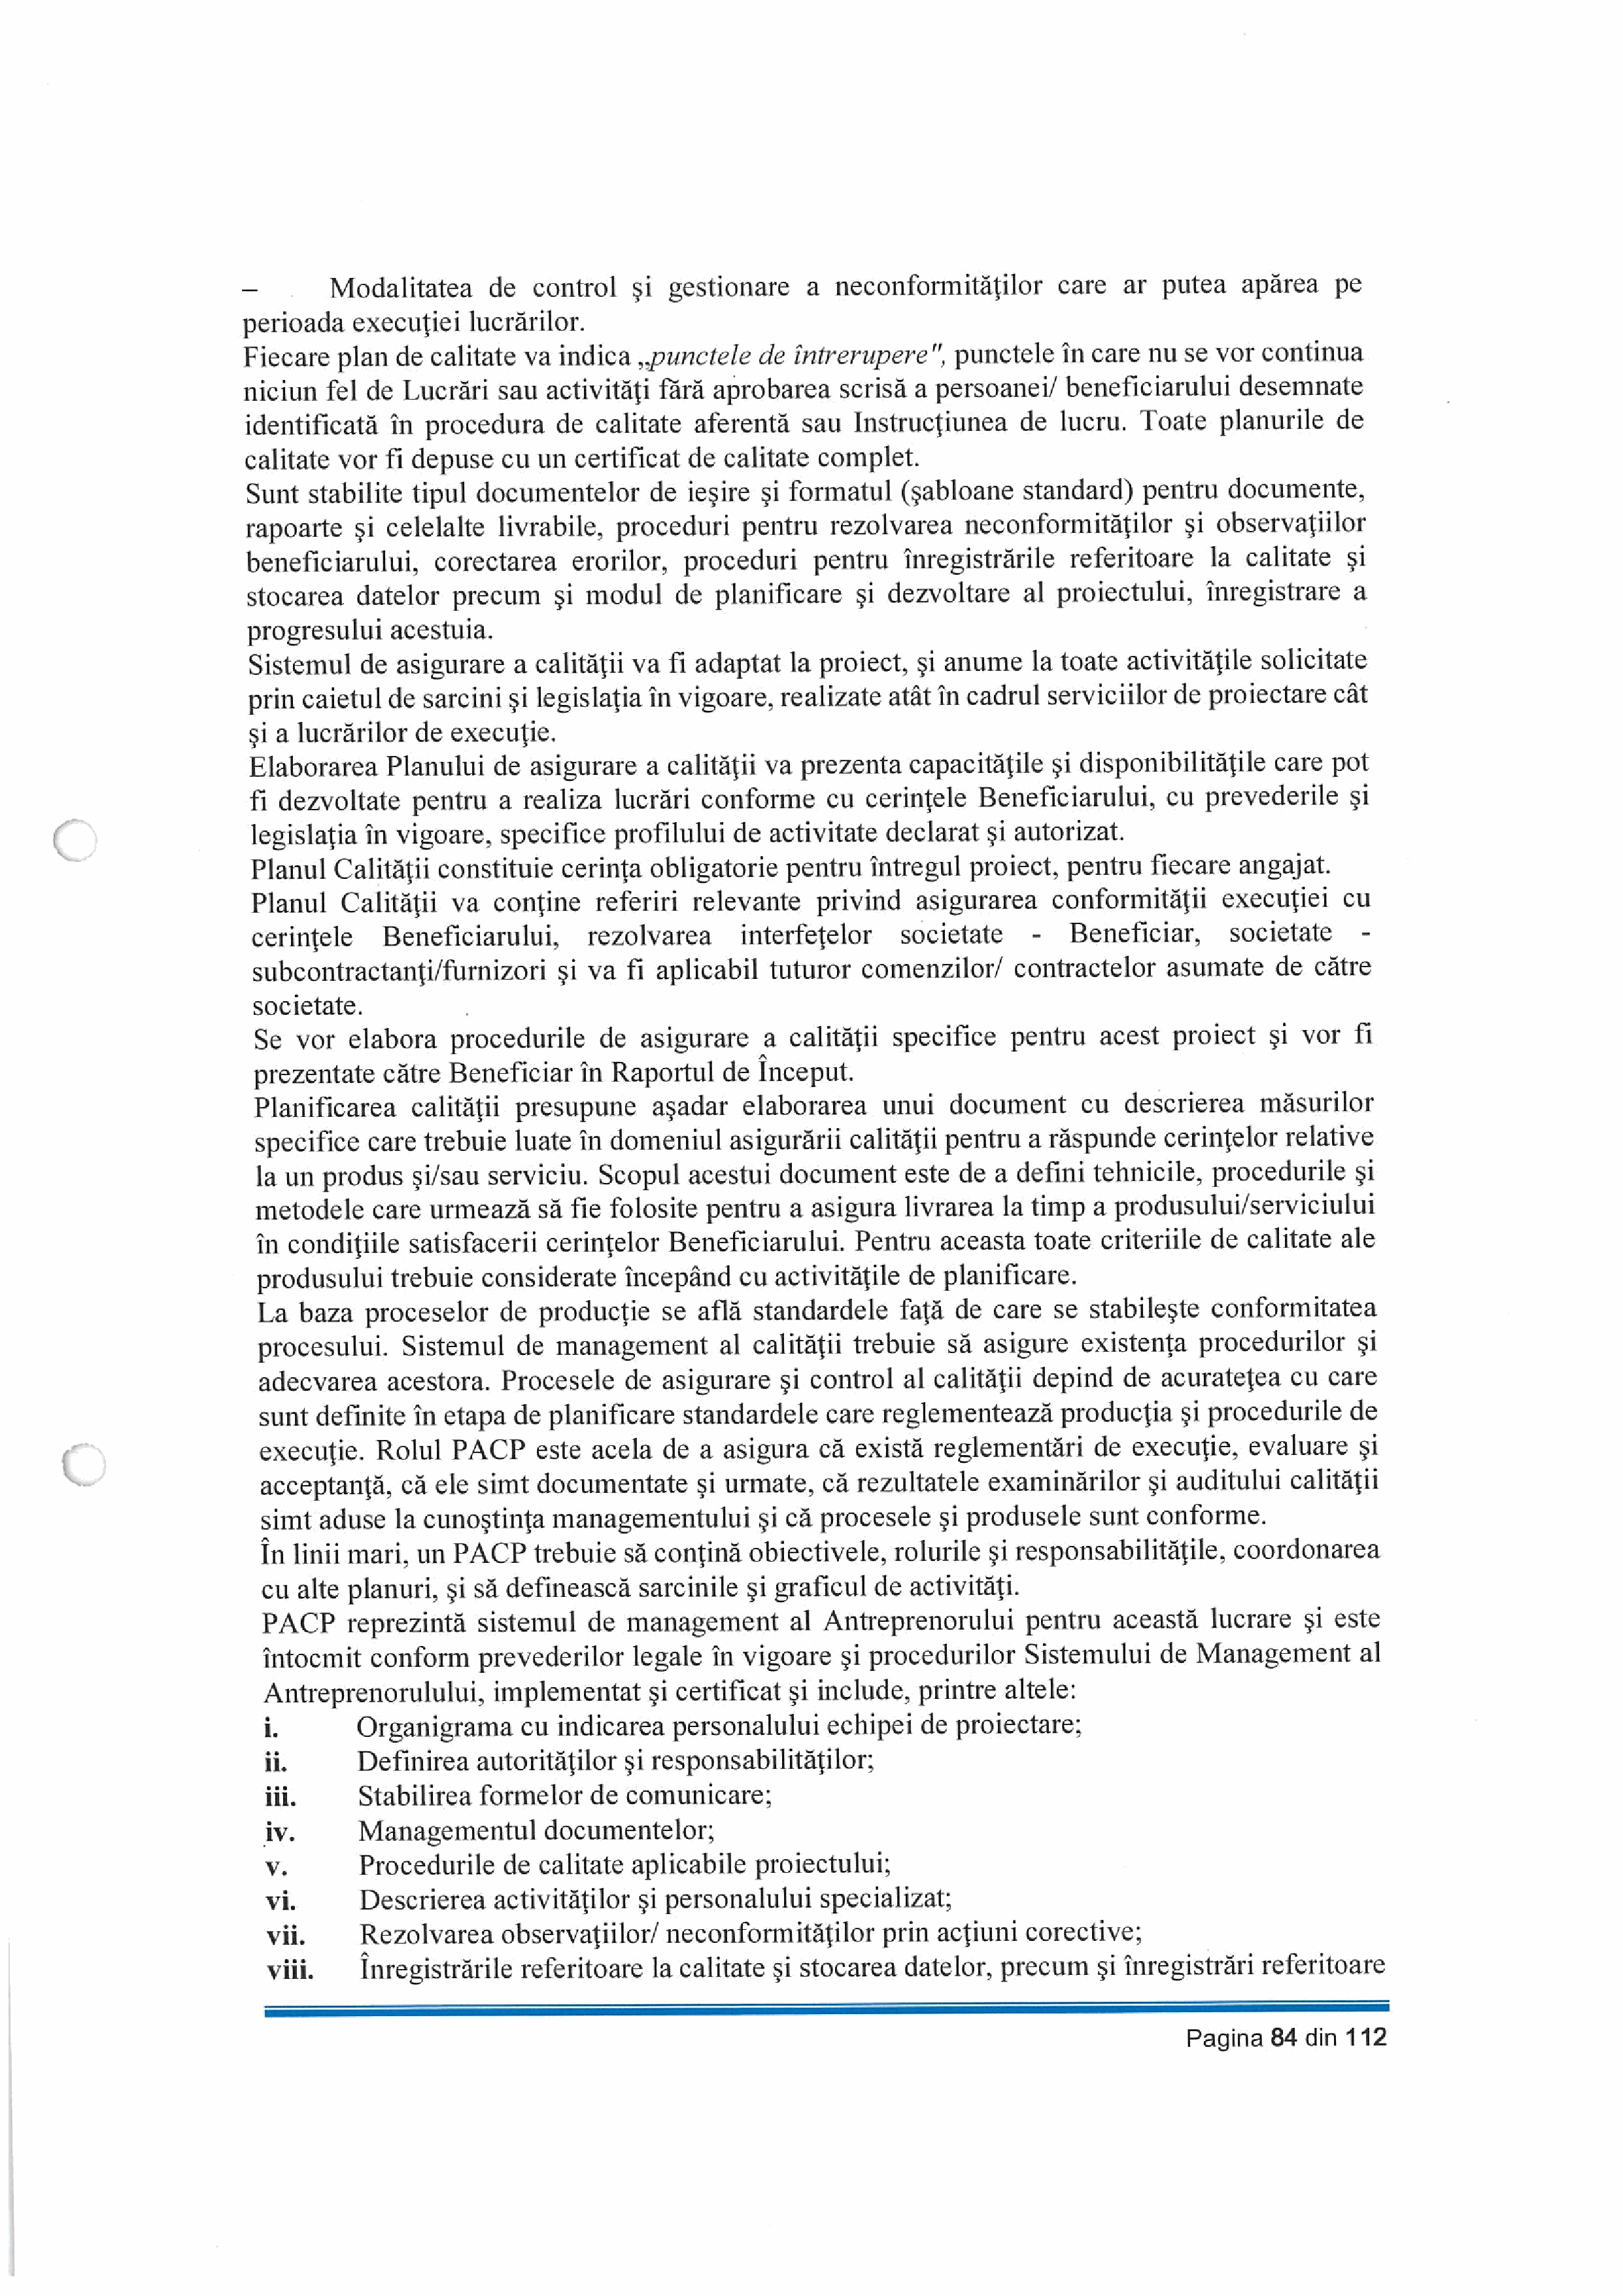 – Modalitatea de control şi gestionare a neconformităţilor care ar putea apărea pe
perioada execuţiei lucrărilor.
Fiecare plan de calitate va indica „punctele de întrerupere", punctele în care nu se vor continua
niciun fel de Lucrări sau activităţi fără aprobarea scrisă a persoanei/ beneficiarului desemnate
identificată în procedura de calitate aferentă sau Instrucţiunea de lucru. Toate planurile de
calitate vor fi depuse cu un certificat de calitate complet.
Sunt stabilite tipul documentelor de ieşire şi formatul (şabloane standard) pentru documente,
rapoarte şi celelalte livrabile, proceduri pentru rezolvarea neconformităţilor şi observaţiilor
beneficiarului, corectarea erorilor, proceduri pentru înregistrările referitoare la calitate şi
stocarea datelor precum şi modul de planificare şi dezvoltare al proiectului, înregistrare a
progresului acestuia.
Sistemul de asigurare a calităţii va fi adaptat la proiect, şi anume la toate activităţile solicitate
prin caietul de sarcini şi legislaţia în vigoare, realizate atât în cadrul serviciilor de proiectare cât
şi a lucrărilor de execuţie.
Elaborarea Planului de asigurare a calităţii va prezenta capacităţile şi disponibilităţile care pot
fi dezvoltate pentru a realiza lucrări conforme cu cerinţele Beneficiarului, cu prevederile şi
legislaţia în vigoare, specifice profilului de activitate declarat şi autorizat.
Planul Calităţii constituie cerinţa obligatorie pentru întregul proiect, pentru fiecare angajat.
Planul Calităţii va conţine referiri relevante privind asigurarea conformităţii execuţiei cu
cerinţele Beneficiarului, rezolvarea interfeţelor societate - Beneficiar, societate -
subcontractanţi/furnizori şi va fi aplicabil tuturor comenzilor/ contractelor asumate de către
societate.
Se vor elabora procedurile de asigurare a calităţii specifice pentru acest proiect şi vor fi
prezentate către Beneficiar în Raportul de Început.
Planificarea calităţii presupune aşadar elaborarea unui document cu descrierea măsurilor
specifice care trebuie luate în domeniul asigurării calităţii pentru a răspunde cerinţelor relative
la un produs şi/sau serviciu. Scopul acestui document este de a defini tehnicile, procedurile şi
metodele care urmează să fie folosite pentru a asigura livrarea la timp a produsului/serviciului
în condiţiile satisfacerii cerinţelor Beneficiarului. Pentru aceasta toate criteriile de calitate ale
produsului trebuie considerate începând cu activităţile de planificare.
La baza proceselor de producţie se află standardele faţă de care se stabileşte conformitatea
procesului. Sistemul de management al calităţii trebuie să asigure existenţa procedurilor şi
adecvarea acestora. Procesele de asigurare şi control al calităţii depind de acurateţea cu care
sunt definite în etapa de planificare standardele care reglementează producţia şi procedurile de
execuţie. Rolul PACP este acela de a asigura că există reglementări de execuţie, evaluare şi
acceptanţă, că ele simt documentate şi urmate, că rezultatele examinărilor şi auditului calităţii
simt aduse la cunoştinţa managementului şi că procesele şi produsele sunt conforme.
În linii mari, un PACP trebuie să conţină obiectivele, rolurile şi responsabilităţile, coordonarea
cu alte planuri, şi să definească sarcinile şi graficul de activităţi.
PACP reprezintă sistemul de management al Antreprenorului pentru această lucrare şi este
întocmit conform prevederilor legale în vigoare şi procedurilor Sistemului de Management al
Antreprenorulului, implementat şi certificat şi include, printre altele:
i. Organigrama cu indicarea personalului echipei de proiectare;
ii. Definirea autorităţilor şi responsabilităţilor;
iii. Stabilirea formelor de comunicare;
iv. Managementul documentelor;
v. Procedurile de calitate aplicabile proiectului;
vi. Descrierea activităţilor şi personalului specializat;
vii. Rezolvarea observaţiilor/ neconformităţilor prin acţiuni corective;
viii. Înregistrările referitoare la calitate şi stocarea datelor, precum şi înregistrări referitoare
Pagina 84 din 112